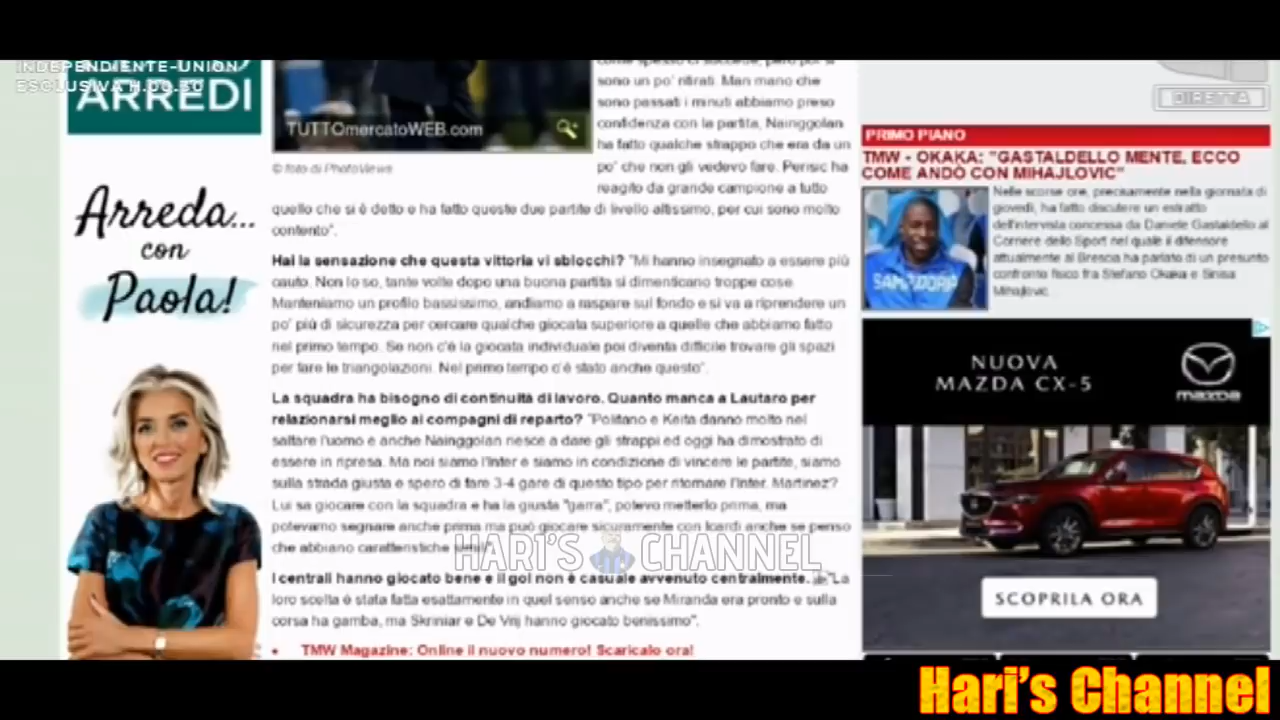 INDEPENDIENTE-UNION
ARREDI
Arreda...
con
Paola!
TUTTOmercatoWEB.com
© foto di PhotoViews
come spesso ci succede, però poi si
sono un po' ritirati. Man mano che
sono passati i minuti abbiamo preso
confidenza con la partita, Nainggolan
ha fatto qualche strappo che era da un
po' che non gli vedevo fare. Perisic ha
reagito da grande campione a tutto
quello che si è detto e ha fatto queste due partite di livello altissimo, per cui sono molto
contento".
Hai la sensazione che questa vittoria vi sblocchi? "Mi hanno insegnato a essere più
cauto. Non lo so, tante volte dopo una buona partita si dimenticano troppe cose.
Manteniamo un profilo bassissimo, andiamo a raspare sul fondo e si va a riprendere un
po' più di sicurezza per cercare qualche giocata superiore a quelle che abbiamo fatto
nel primo tempo. Se non c'è la giocata individuale poi diventa difficile trovare gli spazi
per fare le triangolazioni. Nel primo tempo c'è stato anche questo".
La squadra ha bisogno di continuità di lavoro. Quanto manca a Lautaro per
relazionarsi meglio ai compagni di reparto? "Politano e Keita danno molto nel
saltare l'uomo e anche Nainggolan riesce a dare gli strappi ed oggi ha dimostrato di
essere in ripresa. Ma noi siamo l'Inter e siamo in condizione di vincere le partite, siamo
sulla strada giusta e spero di fare 3-4 gare di questo tipo per ritornare l'Inter. Martinez?
Lui sa giocare con la squadra e ha la giusta "garra", potevo metterlo prima, ma
potevamo segnare anche prima ma può giocare sicuramente con Icardi anche se penso
che abbiano caratteristiche simili".
HARI'S CHANNEL
I centrali hanno giocato bene e il gol non è casuale avvenuto centralmente. "La
loro scelta è stata fatta esattamente in quel senso anche se Miranda era pronto e sulla
corsa ha gamba, ma Skriniar e De Vrij hanno giocato benissimo".
• TMW Magazine: Online il nuovo numero! Scaricalo ora!
DIRETTA
PRIMO PIANO
TMW - OKAKA: "GASTALDELLO MENTE, ECCO
COME ANDÒ CON MIHAJLOVIC"
Nelle scorse ore, precisamente nella giornata di
giovedì, ha fatto discutere un estratto
dell'intervista concessa da Daniele Gastaldello al
Corriere dello Sport nel quale il difensore
attualmente al Brescia ha parlato di un presunto
confronto fisico fra Stefano Okaka e Sinisa
Mihajlovic.
SAMPDORIA
NUOVA
MAZDA CX-5
mazda
SCOPRILA ORA
Hari's Channel